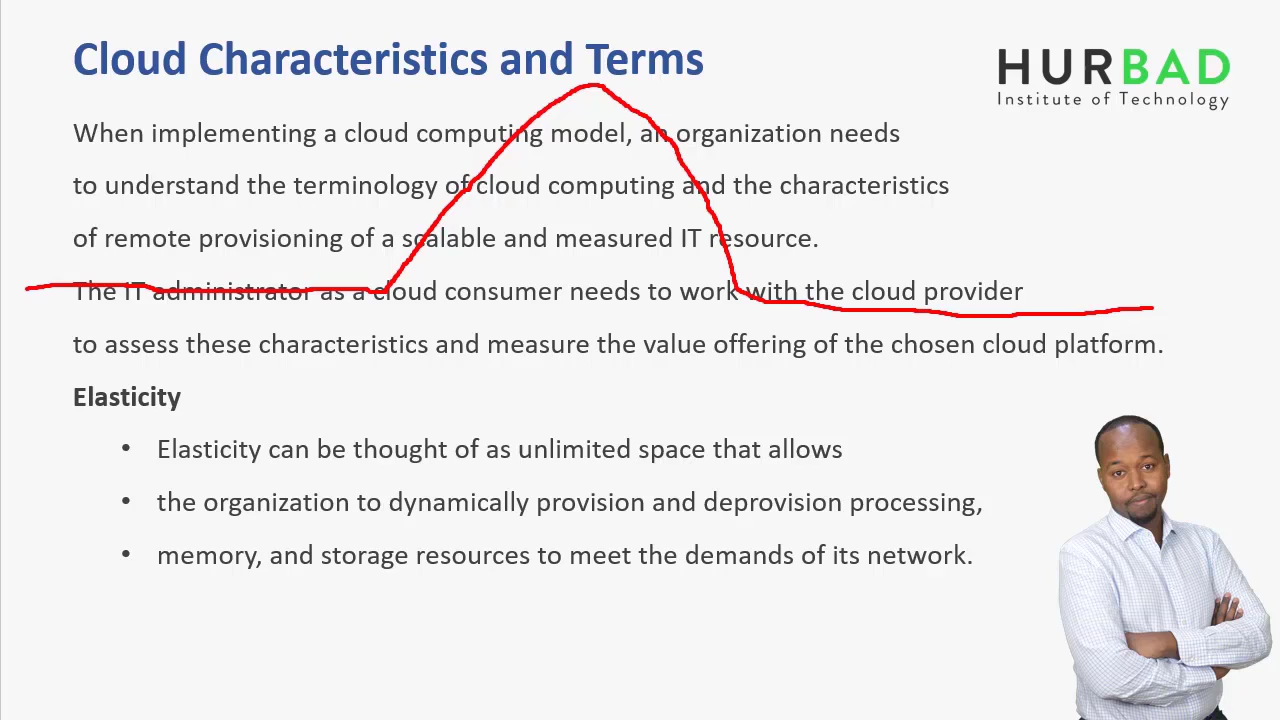 Cloud Characteristics and Terms
HURBAD
Institute of Technology
When implementing a cloud computing model, an organization needs
to understand the terminology of cloud computing and the characteristics
of remote provisioning of a scalable and measured IT resource.
The IT administrator as a cloud consumer needs to work with the cloud provider
to assess these characteristics and measure the value offering of the chosen cloud platform.
Elasticity
• Elasticity can be thought of as unlimited space that allows
• the organization to dynamically provision and deprovision processing,
• memory, and storage resources to meet the demands of its network.